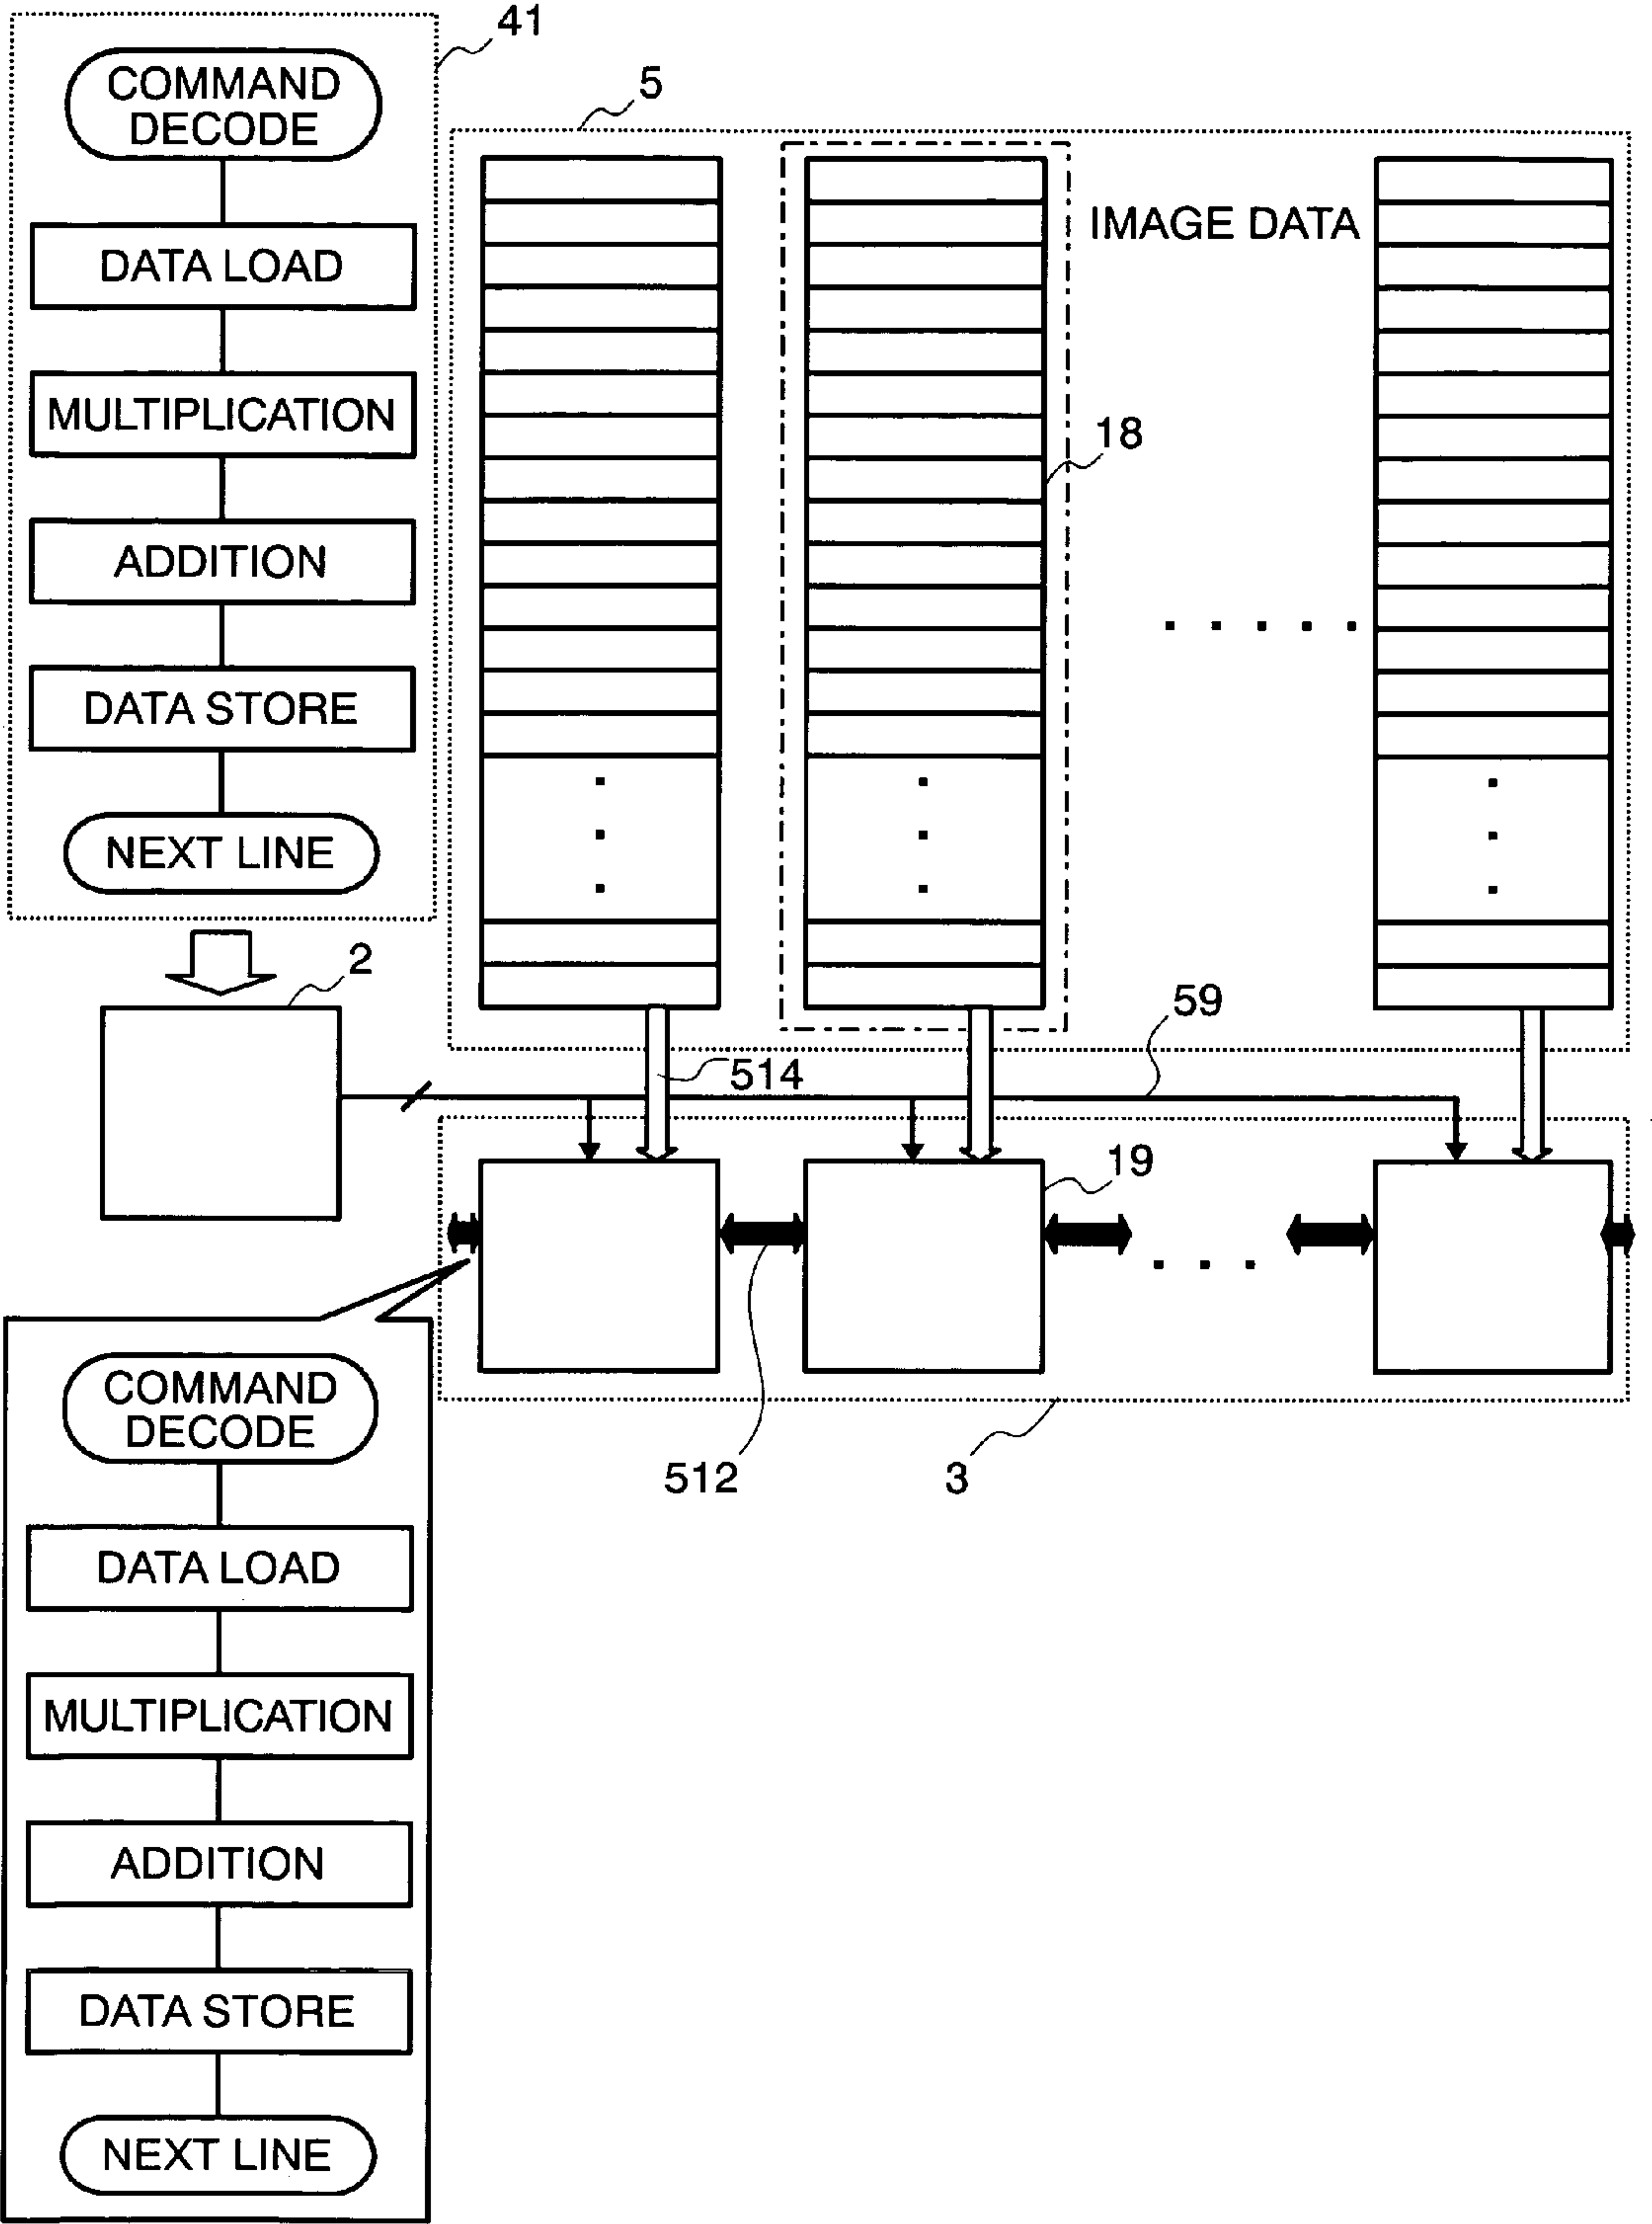 41
COMMAND
DECODE
DATA LOAD
MULTIPLICATION
ADDITION
DATA STORE
NEXT LINE
5
IMAGE DATA
18
2
59
514
19
512
3
COMMAND
DECODE
DATA LOAD
MULTIPLICATION
ADDITION
DATA STORE
NEXT LINE